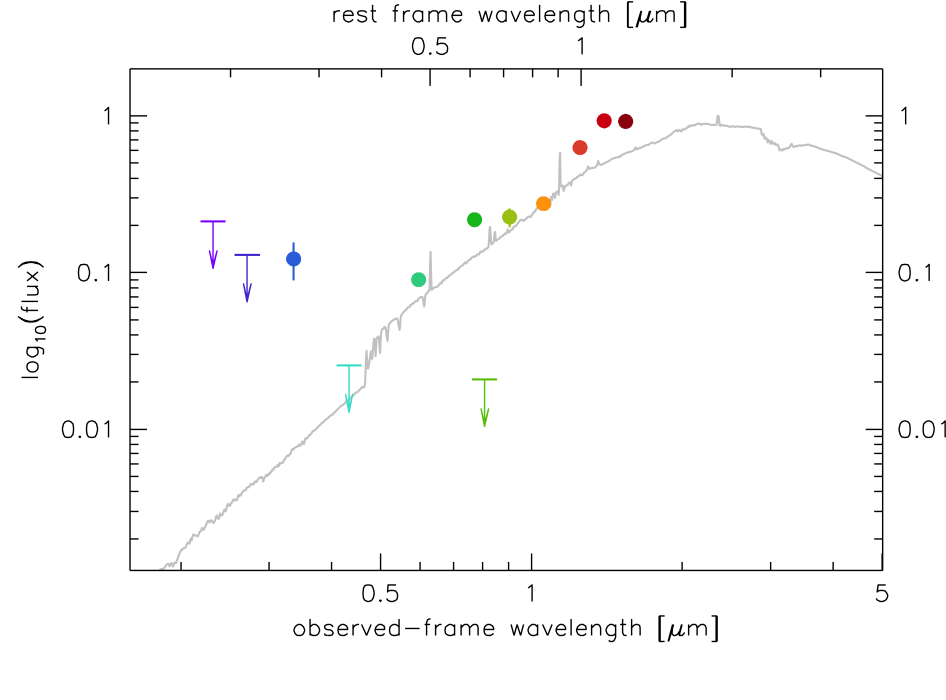 rest frame wavelength [μm]
0.5 1
1 1
0.1 0.1
0.01 0.01
log10(flux)
0.5 1 5
observed-frame wavelength [μm]